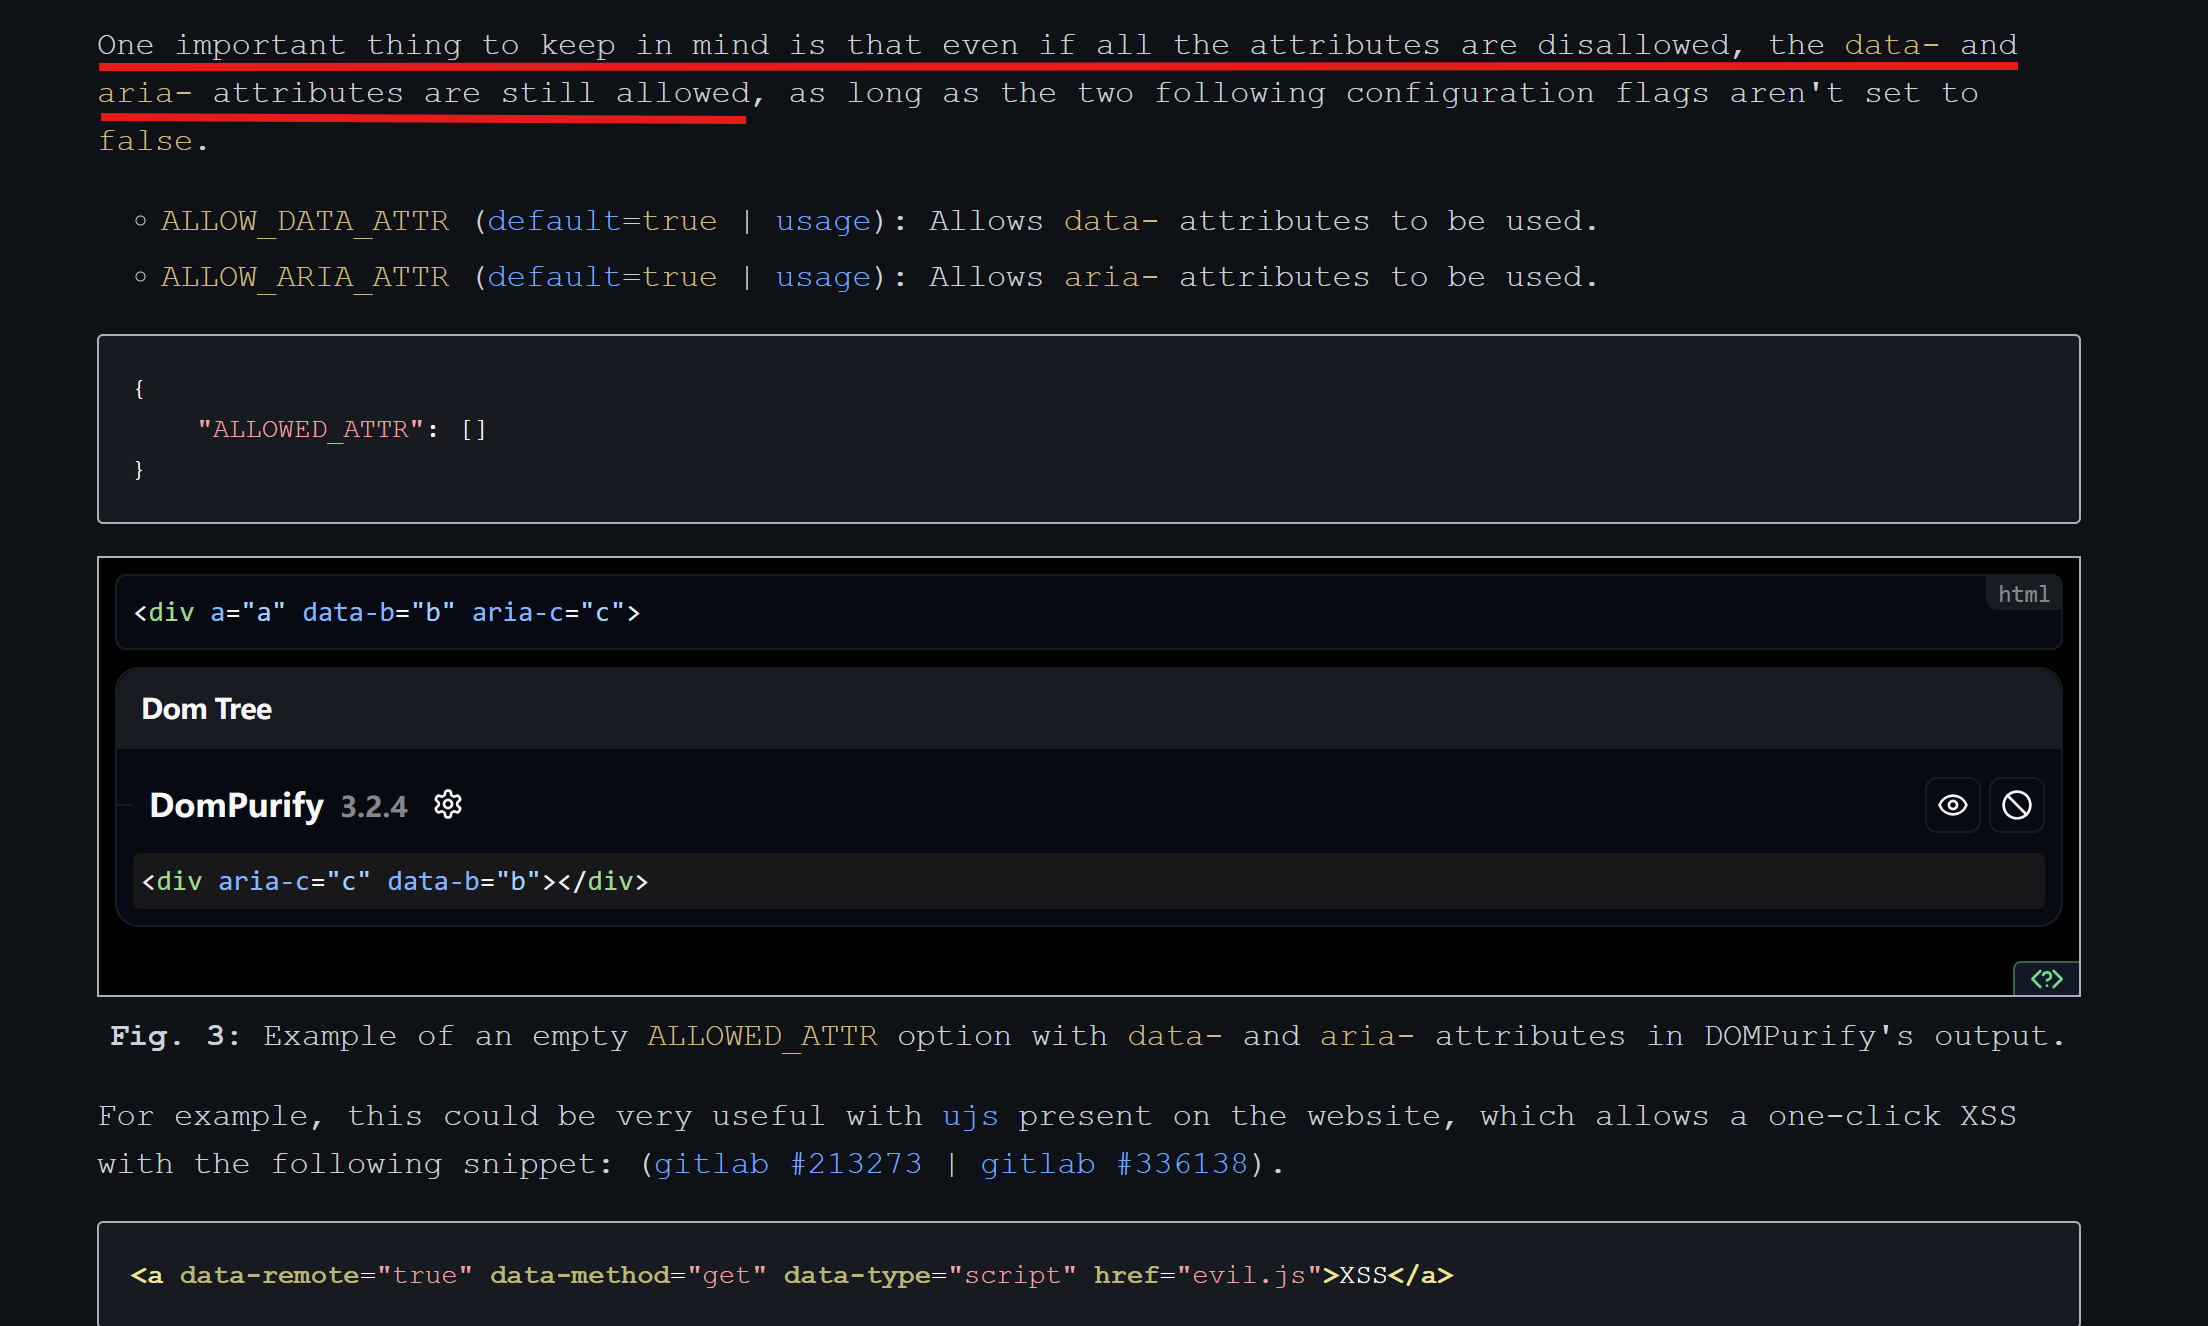 One important thing to keep in mind is that even if all the attributes are disallowed, the data- and
aria- attributes are still allowed, as long as the two following configuration flags aren't set to
false.
◦ ALLOW_DATA_ATTR (default=true | usage): Allows data- attributes to be used.
◦ ALLOW_ARIA_ATTR (default=true | usage): Allows aria- attributes to be used.
{
"ALLOWED_ATTR": []
}
html
<div a="a" data-b="b" aria-c="c">
Dom Tree
DomPurify 3.2.4
<div aria-c="c" data-b="b"></div>
<?>
Fig. 3: Example of an empty ALLOWED_ATTR option with data- and aria- attributes in DOMPurify's output.
For example, this could be very useful with ujs present on the website, which allows a one-click XSS
with the following snippet: (gitlab #213273 | gitlab #336138).
<a data-remote="true" data-method="get" data-type="script" href="evil.js">XSS</a>